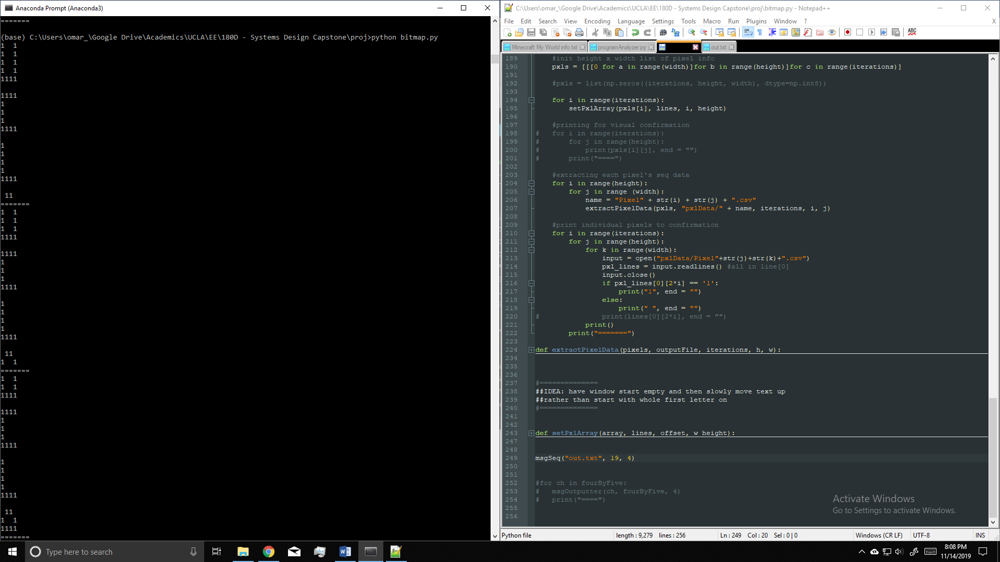 Anaconda Prompt (Anaconda3)
=======
(base) C:\Users\omar_\Google Drive\Academics\UCLA\EE\180D - Systems Design Capstone\proj>python bitmap.py
1  1
1  1
1  1
1  1
1111

1111
1
1
1
1111

1
1
1
1
1111

 11
=======
1  1
1  1
1  1
1111

1111
1
1
1
1111

1
1
1
1
1111

 11
1  1
=======
1  1
1  1
1111

1111
1
1
1
1111

1
1
1
1
1111

 11
1  1
1111
=======
C:\Users\omar_\Google Drive\Academics\UCLA\EE\180D - Systems Design Capstone\proj\bitmap.py - Notepad++
File Edit Search View Encoding Language Settings Tools Macro Run Plugins Window ? X
ABC
Minecraft My World info.txt programAnalyzer.py out.txt
189     #init height x width list of pixel info
190     pxls = [[[0 for a in range(width)]for b in range(height)]for c in range(iterations)]
191
192     #pxls = list(np.zeros((iterations, height, width), dtype=np.int8))
193
194     for i in range(iterations):
195         setPxlArray(pxls[i], lines, i, height)
196
197     #printing for visual confirmation
198 #   for i in range(iterations):
199 #       for j in range(height):
200 #           print(pxls[i][j], end = "")
201 #       print("====")
202
203     #extracting each pixel's seq data
204     for i in range(height):
205         for j in range (width):
206             name = "Pixel" + str(i) + str(j) + ".csv"
207             extractPixelData(pxls, "pxlData/" + name, iterations, i, j)
208
209     #print individual pixels to confirmation
210     for i in range(iterations):
211         for j in range(height):
212             for k in range(width):
213                 input = open("pxlData/Pixel"+str(j)+str(k)+".csv")
214                 pxl_lines = input.readlines() #all in line[0]
215                 input.close()
216                 if pxl_lines[0][2*i] == '1':
217                     print("1", end = "")
218                 else:
219                     print(" ", end = "")
220 #               print(lines[0][2*i], end = "")
221             print()
222         print("=======")
223
224 def extractPixelData(pixels, outputFile, iterations, h, w):
234
235
236
237 #==============
238 ##IDEA: have window start empty and then slowly move text up
239 ##rather than start with whole first letter on
240 #==============
241
242
243 def setPxlArray(array, lines, offset, w height):
247
248
249 msgSeq("out.txt", 19, 4)
250
251
252 #for ch in fourByFive:
253 #   msgOutputter(ch, fourByFive, 4)
254 #   print("====")
255
256
Activate Windows
Go to Settings to activate Windows.
Python file length : 9,279 lines : 256 Ln : 249 Col : 20 Sel : 0 | 0 Windows (CR LF) UTF-8 INS
Type here to search
8:08 PM
11/14/2019